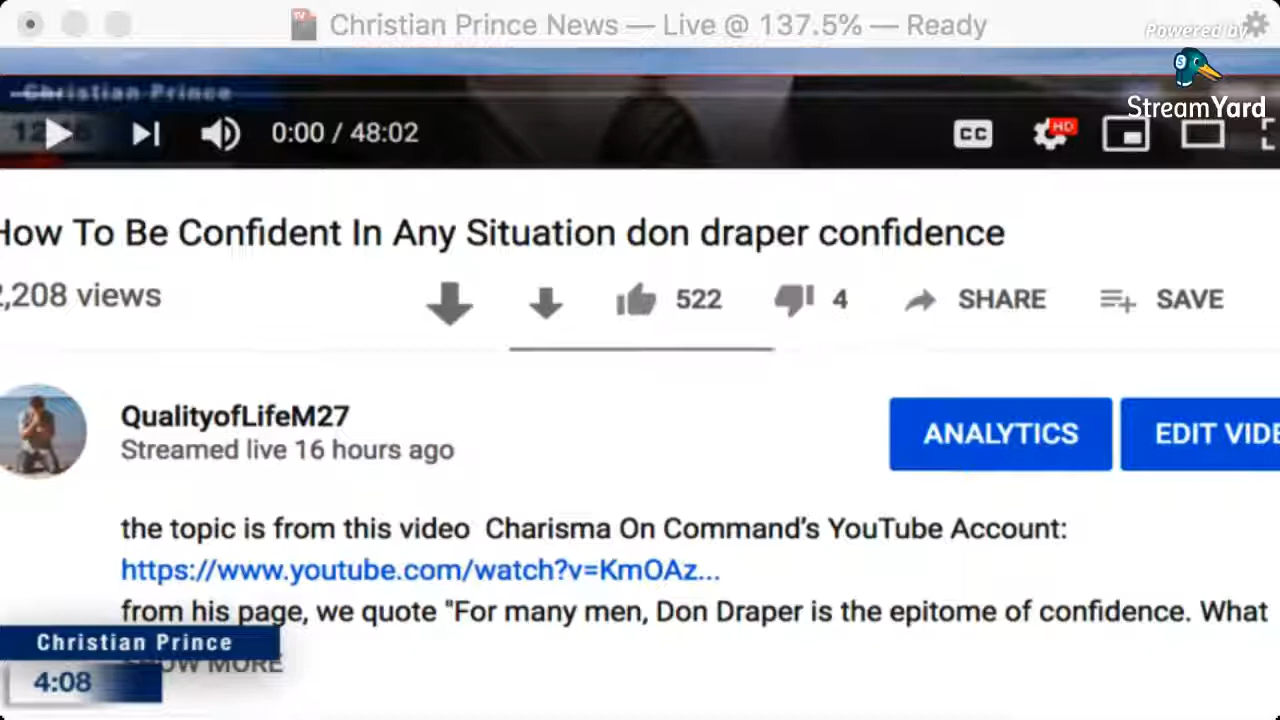 Christian Prince News — Live @ 137.5% — Ready
Powered by
StreamYard
Christian Prince
0:00 / 48:02
CC
HD
How To Be Confident In Any Situation don draper confidence
2,208 views
522
4
SHARE
SAVE
QualityofLifeM27
Streamed live 16 hours ago
ANALYTICS
EDIT VIDE
the topic is from this video Charisma On Command's YouTube Account:
https://www.youtube.com/watch?v=KmOAz...
from his page, we quote "For many men, Don Draper is the epitome of confidence. What
Christian Prince
SHOW MORE
4:08